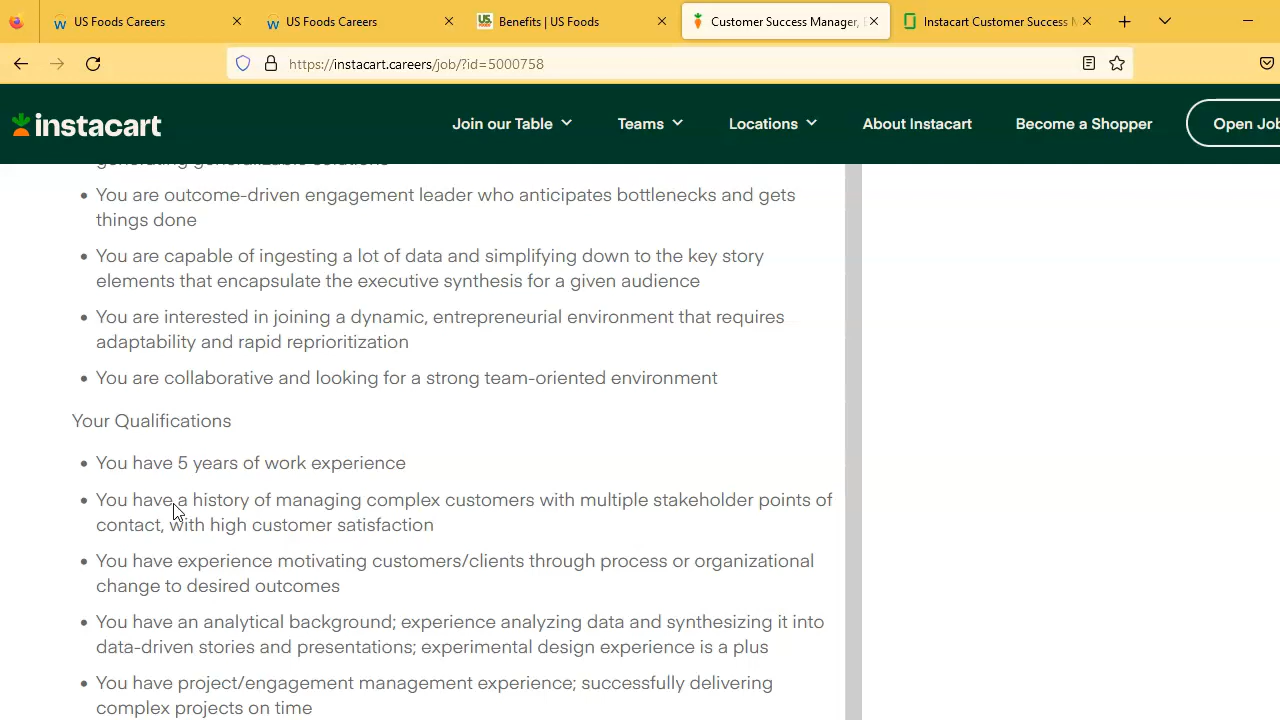 US Foods Careers
US Foods Careers
Benefits | US Foods
Customer Success Manager,
Instacart Customer Success M
https://instacart.careers/job/?id=5000758
instacart
Join our Table
Teams
Locations
About Instacart
Become a Shopper
Open Job
generating generalizable solutions
• You are outcome-driven engagement leader who anticipates bottlenecks and gets
things done
• You are capable of ingesting a lot of data and simplifying down to the key story
elements that encapsulate the executive synthesis for a given audience
• You are interested in joining a dynamic, entrepreneurial environment that requires
adaptability and rapid reprioritization
• You are collaborative and looking for a strong team-oriented environment
Your Qualifications
• You have 5 years of work experience
• You have a history of managing complex customers with multiple stakeholder points of
contact, with high customer satisfaction
• You have experience motivating customers/clients through process or organizational
change to desired outcomes
• You have an analytical background; experience analyzing data and synthesizing it into
data-driven stories and presentations; experimental design experience is a plus
• You have project/engagement management experience; successfully delivering
complex projects on time